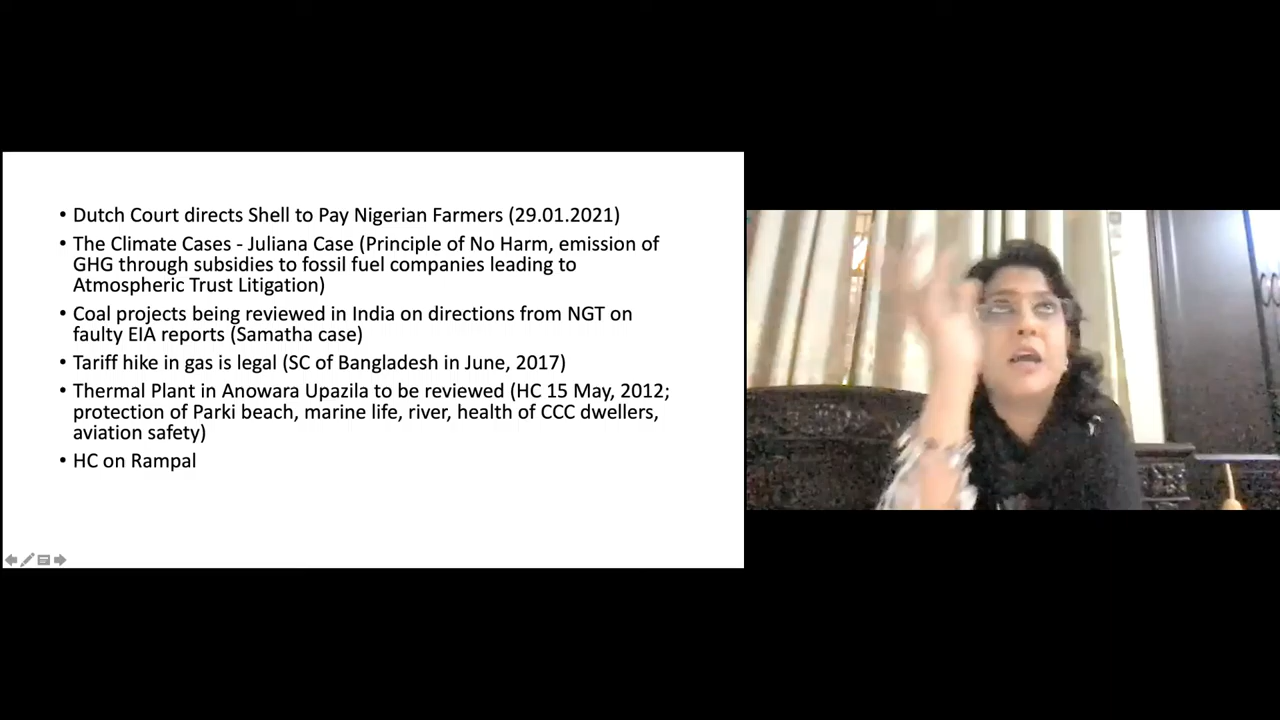 • Dutch Court directs Shell to Pay Nigerian Farmers (29.01.2021)
• The Climate Cases - Juliana Case (Principle of No Harm, emission of
GHG through subsidies to fossil fuel companies leading to
Atmospheric Trust Litigation)
• Coal projects being reviewed in India on directions from NGT on
faulty EIA reports (Samatha case)
• Tariff hike in gas is legal (SC of Bangladesh in June, 2017)
• Thermal Plant in Anowara Upazila to be reviewed (HC 15 May, 2012;
protection of Parki beach, marine life, river, health of CCC dwellers,
aviation safety)
• HC on Rampal